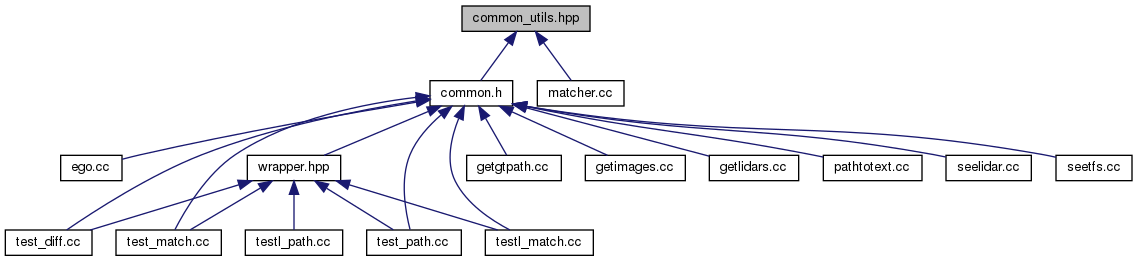 common_utils.hpp
common.h
matcher.cc
ego.cc
wrapper.hpp
getgtpath.cc
getimages.cc
getlidars.cc
pathtotext.cc
seelidar.cc
seetfs.cc
test_diff.cc
test_match.cc
testl_path.cc
test_path.cc
testl_match.cc